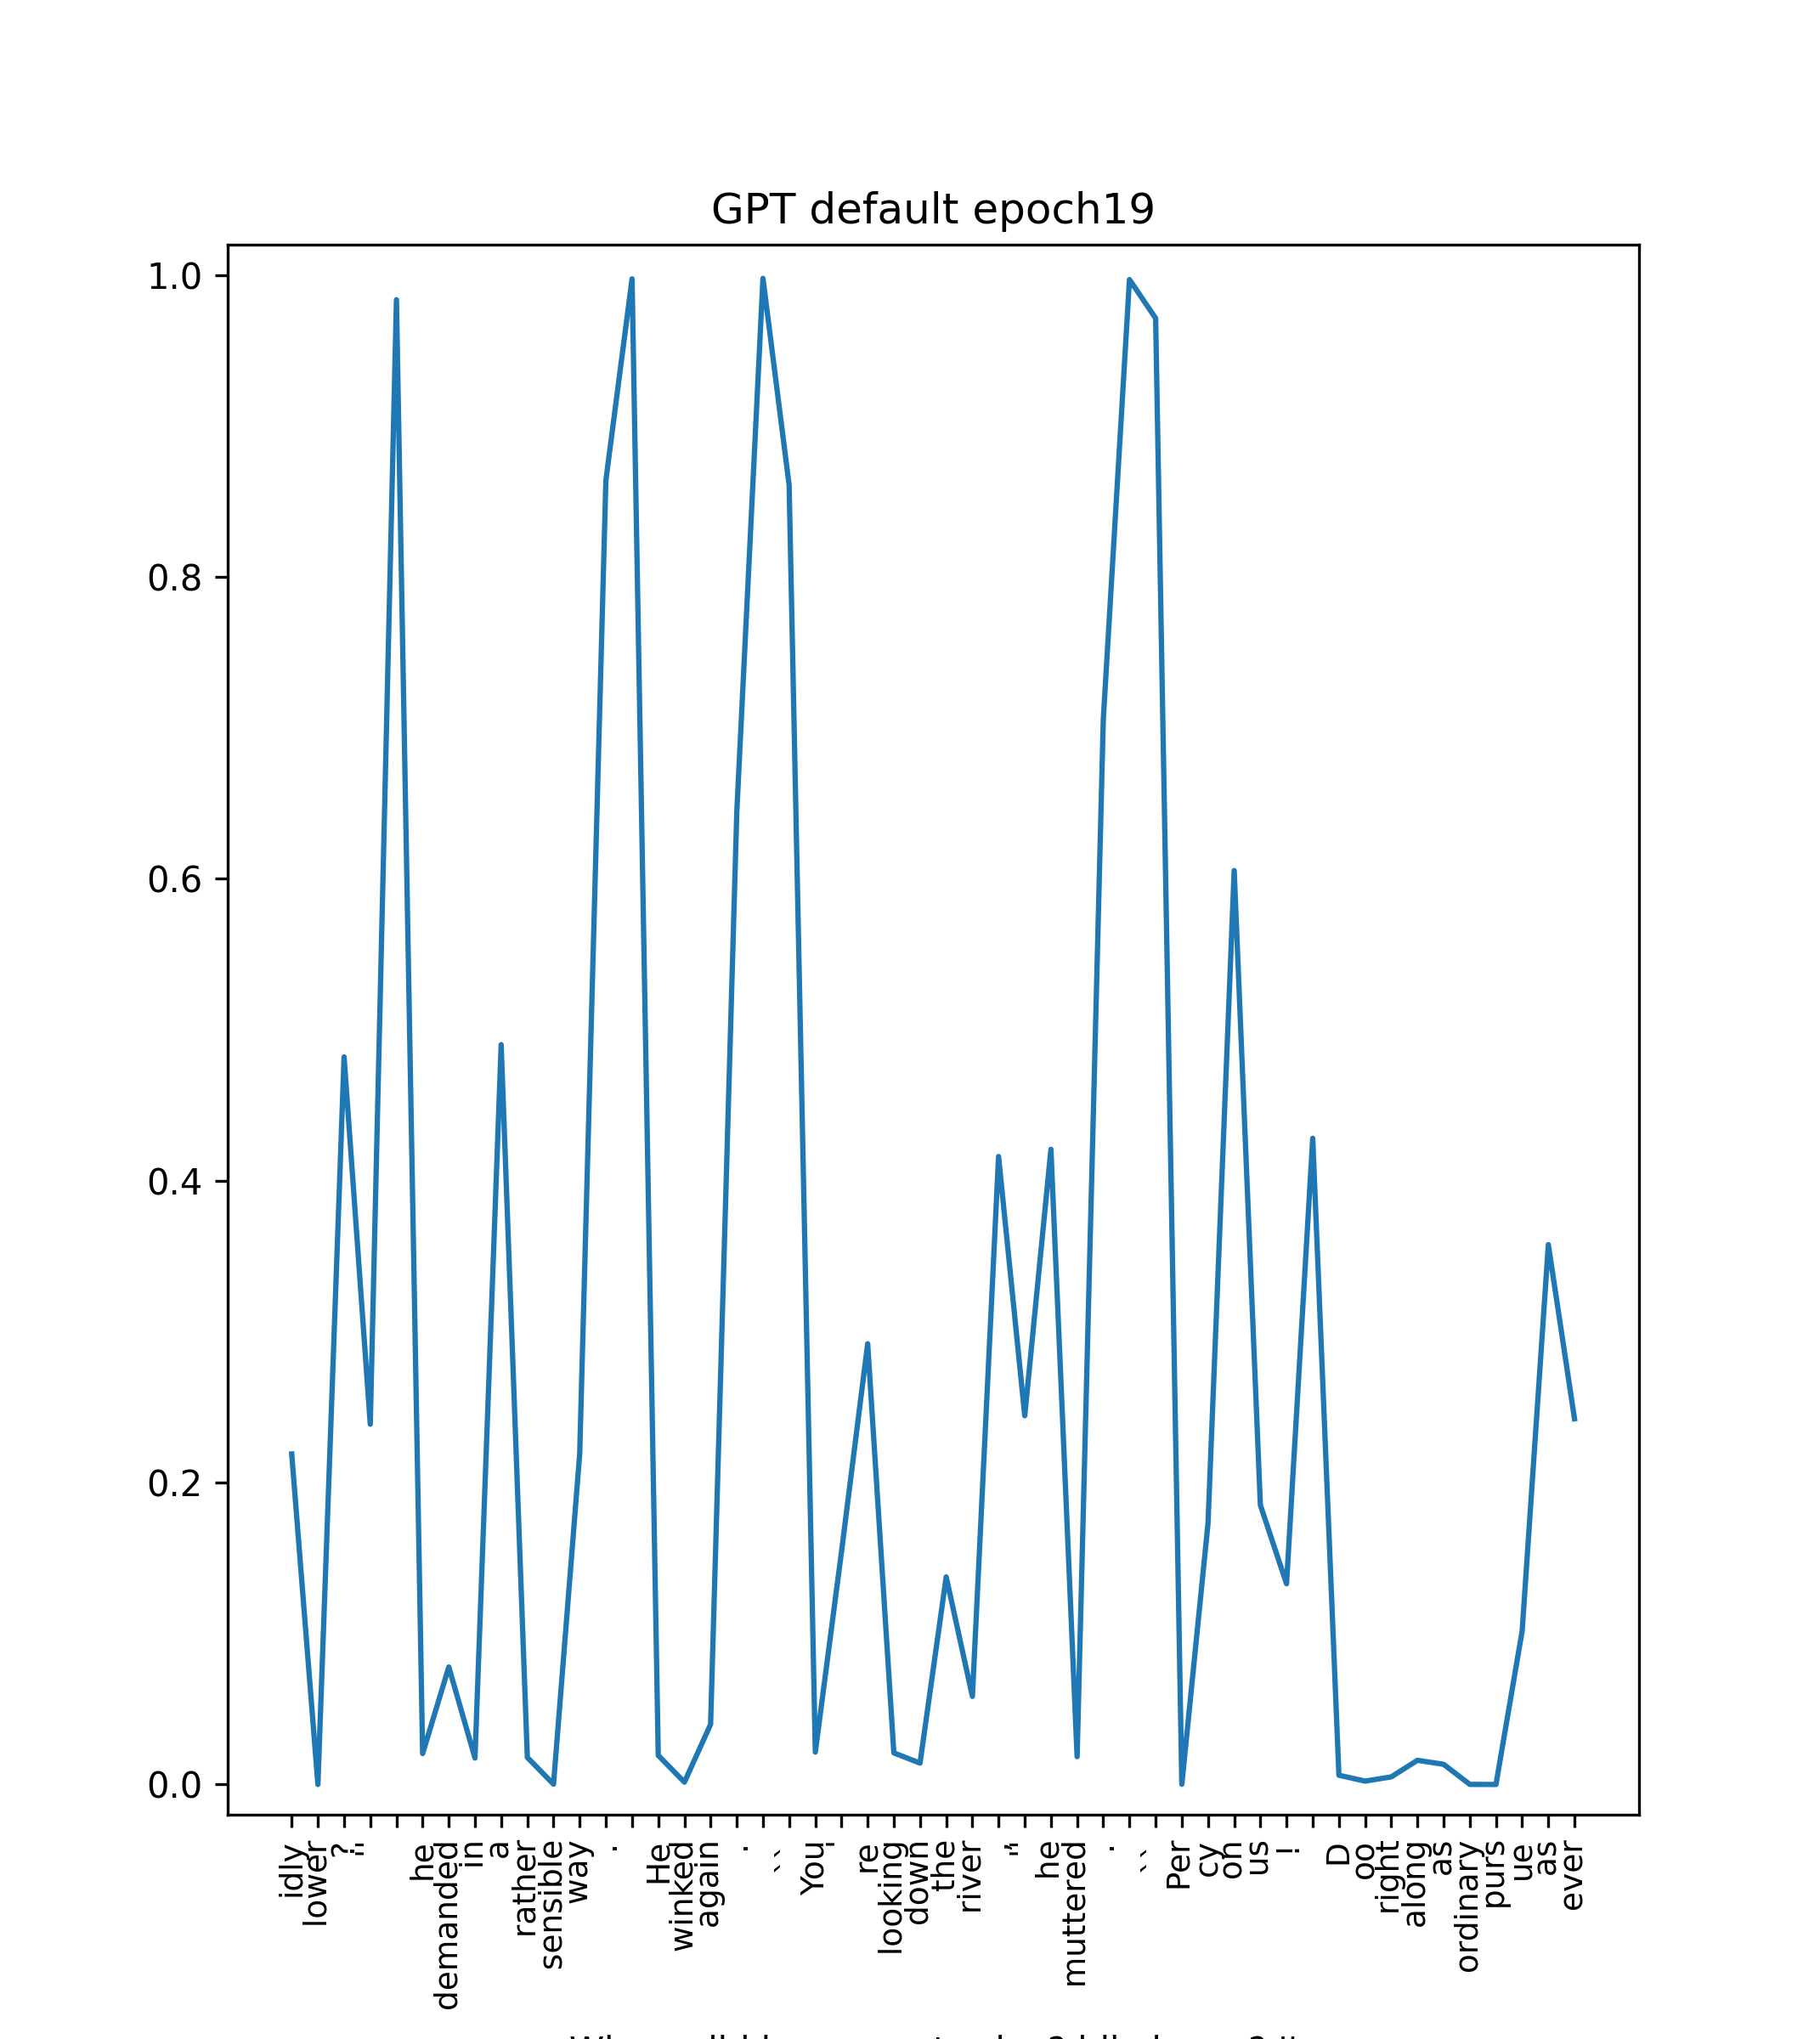 GPT default epoch19
1.0
0.8
0.6
0.4
0.2
0.0
idly
lower
?
"
he
demanded
in
a
rather
sensible
way
.
He
winked
again
.
``
You
'
re
looking
down
the
river
,"
he
muttered
.
``
Per
cy
on
us
!
D
oo
right
along
as
ordinary
purs
ue
as
ever